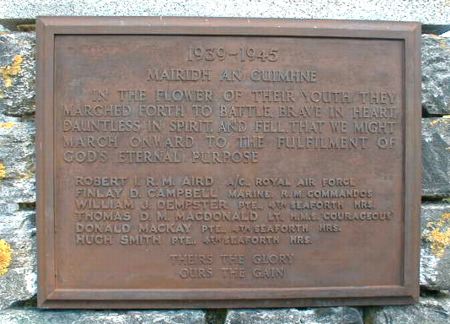 1939-1945
MAIRIDH AN CUIMHNE
IN THE FLOWER OF THEIR YOUTH THEY
MARCHED FORTH TO BATTLE, BRAVE IN HEART,
DAUNTLESS IN SPIRIT, AND FELL, THAT WE MIGHT
MARCH ONWARD TO THE FULFILMENT OF
GOD'S ETERNAL PURPOSE
ROBERT I. R. M. AIRD A/C., ROYAL AIR FORCE
FINLAY D. CAMPBELL MARINE, R.M. COMMANDOS
WILLIAM J. DEMPSTER PTE., 4TH SEAFORTH HRS.
THOMAS D. M. MACDONALD LT. H.M.S. 'COURAGEOUS'
DONALD MACKAY PTE., 4TH SEAFORTH HRS.
HUGH SMITH PTE., 4TH SEAFORTH HRS.
THEIRS THE GLORY
OURS THE GAIN